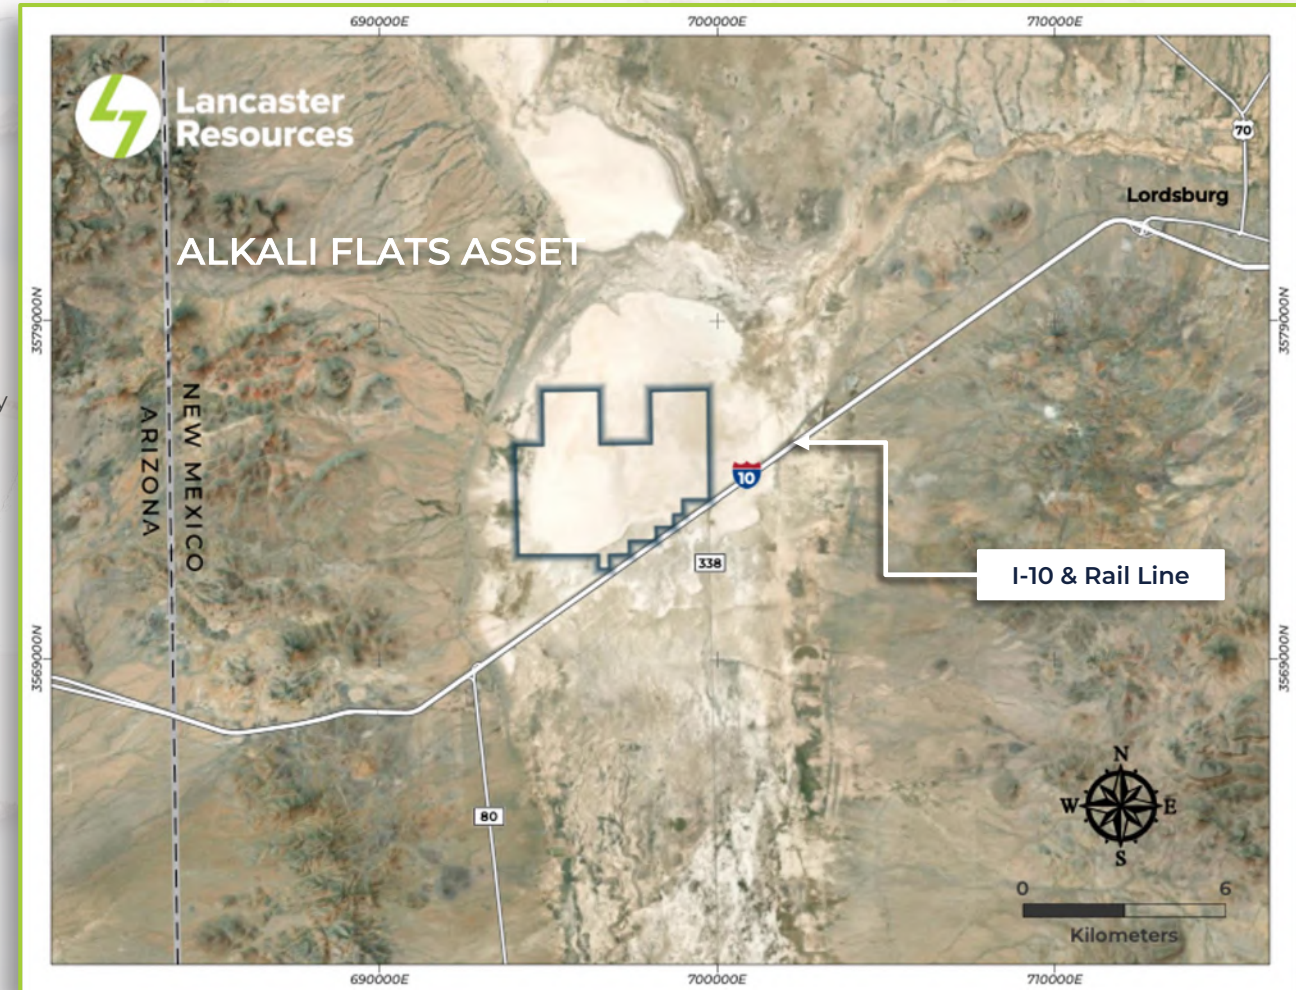 690000E
700000E
710000E
Lancaster
Resources
70
Lordsburg
ALKALI FLATS ASSET
3579000N
3579000N
y
NEW MEXICO
ARIZONA
10
338
I-10 & Rail Line
3569000N
3569000N
N
W
E
S
80
0
6
Kilometers
690000E
700000E
710000E